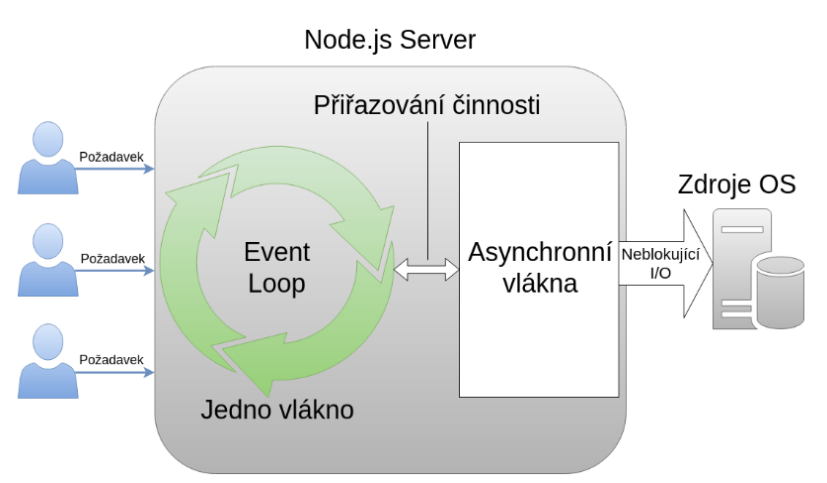 Node.js Server
Přiřazování činnosti
Požadavek
Požadavek
Požadavek
Event
Loop
Jedno vlákno
Asynchronní
vlákna
Neblokující
I/O
Zdroje OS